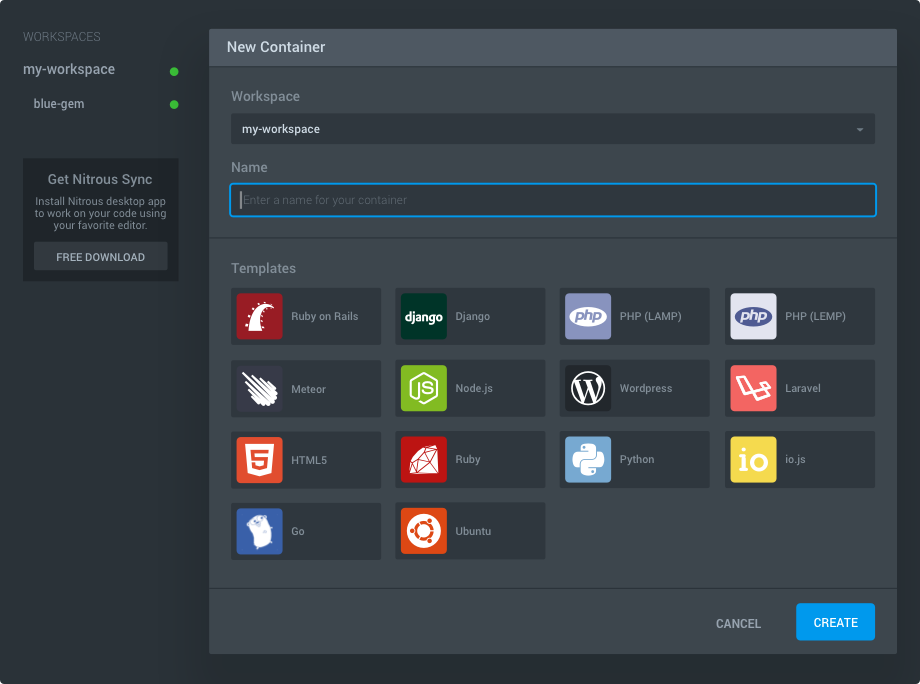 WORKSPACES
my-workspace
blue-gem
Get Nitrous Sync
Install Nitrous desktop app
to work on your code using
your favorite editor.
FREE DOWNLOAD
New Container
Workspace
my-workspace
Name
Enter a name for your container
Templates
Ruby on Rails
django
Django
php
PHP (LAMP)
php
PHP (LEMP)
Meteor
JS
Node.js
W
Wordpress
Laravel
5
HTML5
Ruby
Python
io
io.js
Go
Ubuntu
CANCEL
CREATE